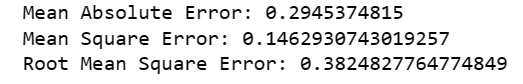 Mean Absolute Error: 0.2945374815
Mean Square Error: 0.1462930743019257
Root Mean Square Error: 0.3824827764774849